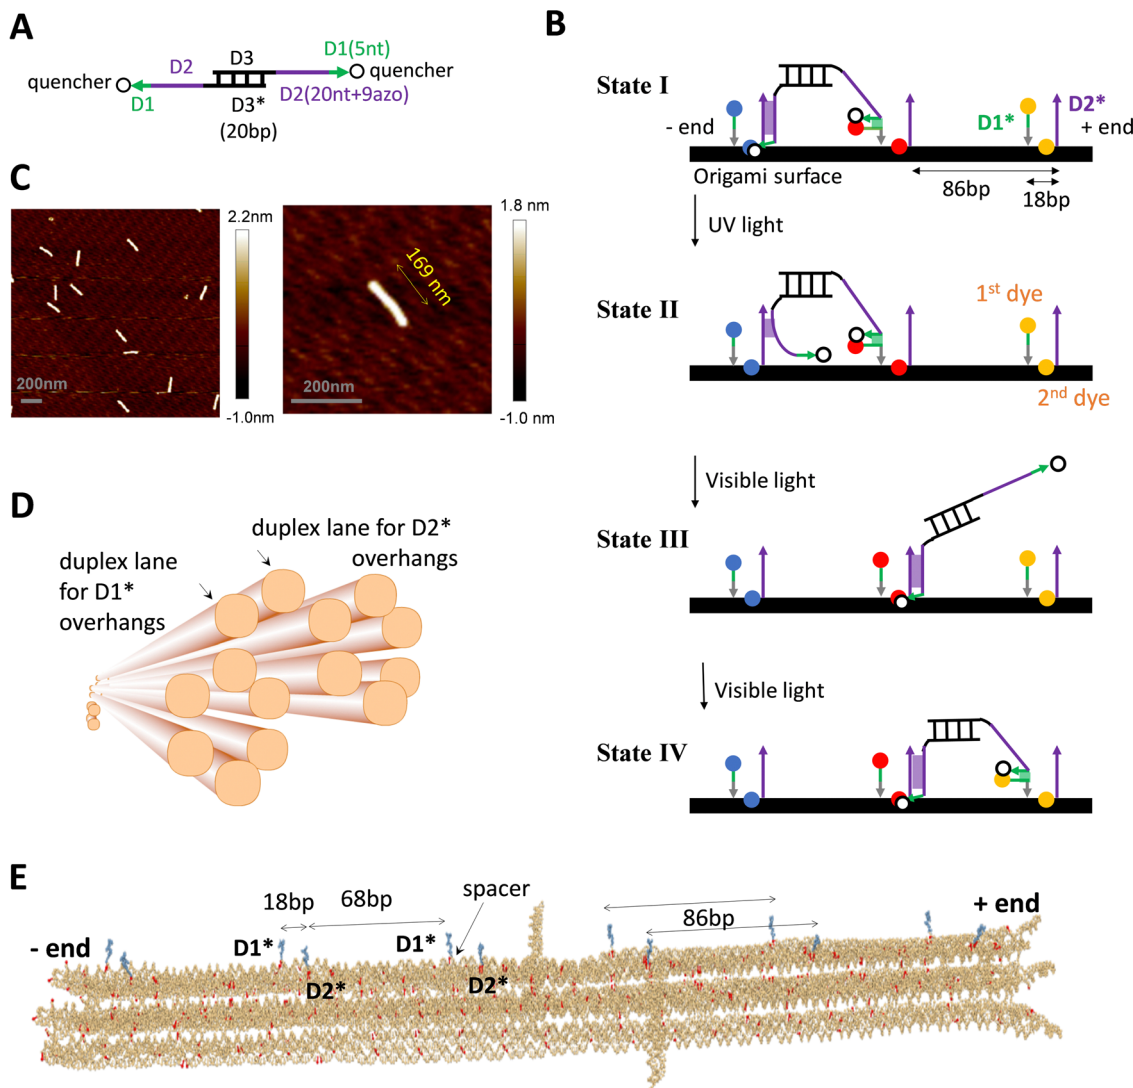 A
D1(5nt)
D2
D3
quencher
quencher
D1
D3*
D2(20nt+9azo)
(20bp)
B
State I
D2*
D1*
- end
+ end
Origami surface
86bp
18bp
UV light
State II
1st dye
2nd dye
Visible light
State III
Visible light
State IV
C
2.2nm
200nm
-1.0nm
1.8 nm
169 nm
200nm
-1.0 nm
D
duplex lane for D2*
overhangs
duplex lane
for D1*
overhangs
E
18bp
68bp
spacer
86bp
+ end
- end
D1*
D1*
D2*
D2*